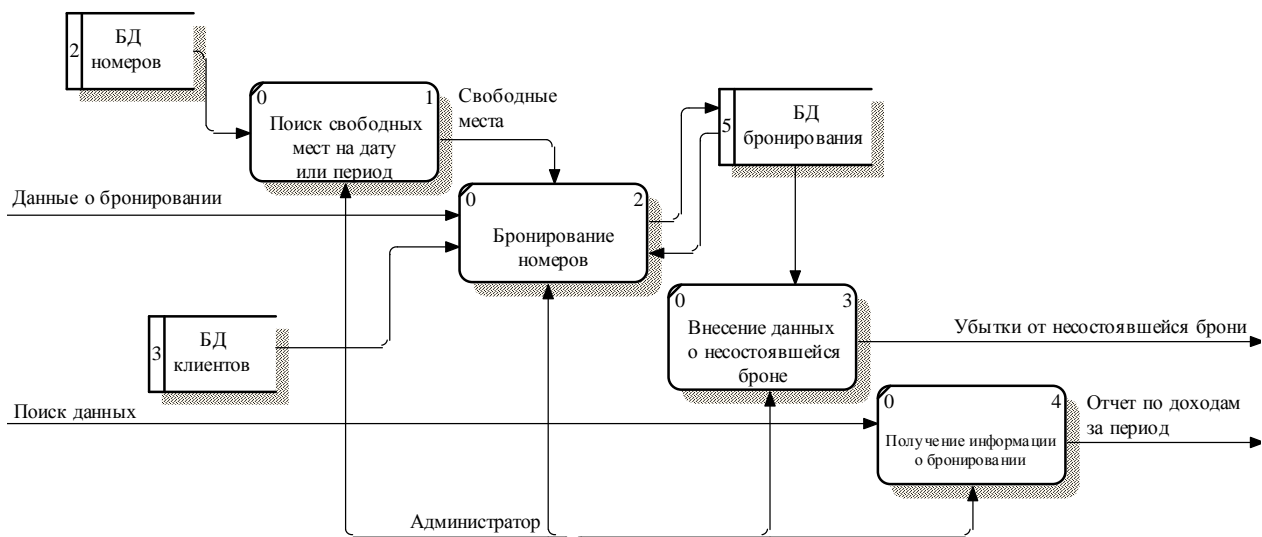 2
БД
номеров
0
1
Поиск свободных
мест на дату
или период
Свободные
места
5
БД
бронирования
Данные о бронировании
0
2
Бронирование
номеров
3
БД
клиентов
0
3
Внесение данных
о несостоявшейся
броне
Убытки от несостоявшейся брони
Поиск данных
0
4
Получение информации
о бронировании
Отчет по доходам
за период
Администратор